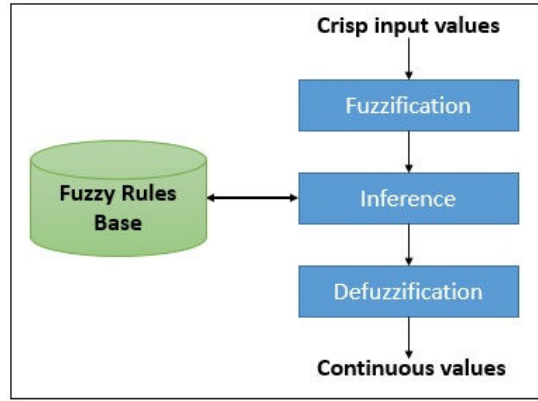 Crisp input values
Fuzzification
Fuzzy Rules
Base
Inference
Defuzzification
Continuous values